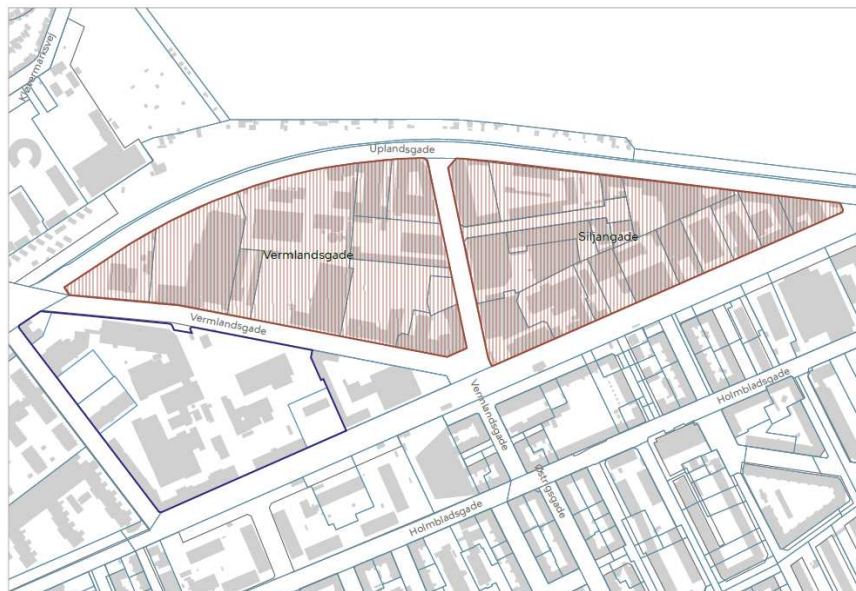 Kløvermarksvej
Uplandsgade
Vermlandsgade
Siljangade
Vermlandsgade
Vermlandsgade
Holmbladsgade
Østrigsgade
Holmbladsgade